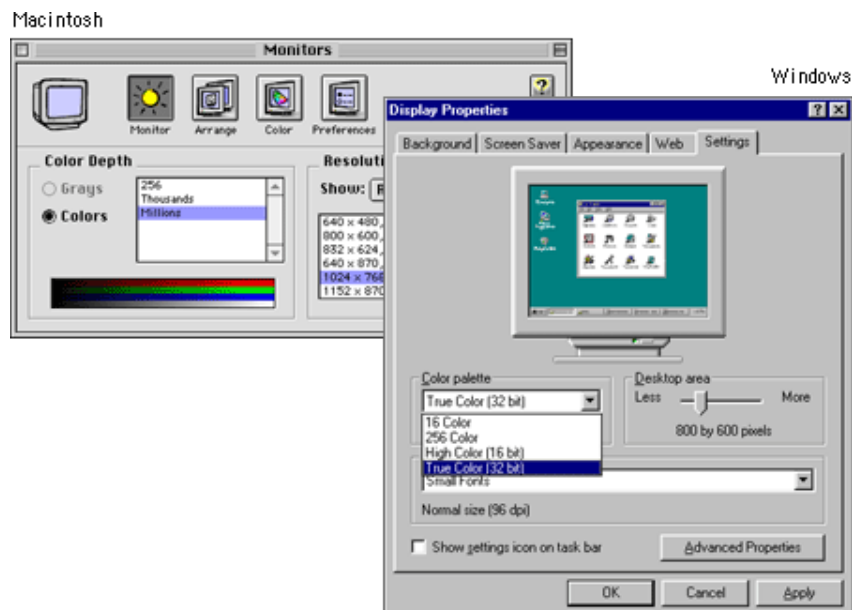 Macintosh
Monitors
Monitor
Arrange
Color
Preferences
Color Depth
Grays
Colors
256
Thousands
Millions
Resoluti
Show:
640 x 480,
800 x 600,
832 x 624,
640 x 870,
1024 x 768
1152 x 870
Windows
Display Properties
Background
Screen Saver
Appearance
Web
Settings
Color palette
True Color (32 bit)
16 Color
256 Color
High Color (16 bit)
True Color (32 bit)
Small Fonts
Normal size (96 dpi)
Desktop area
Less
More
800 by 600 pixels
Show settings icon on task bar
Advanced Properties
OK
Cancel
Apply